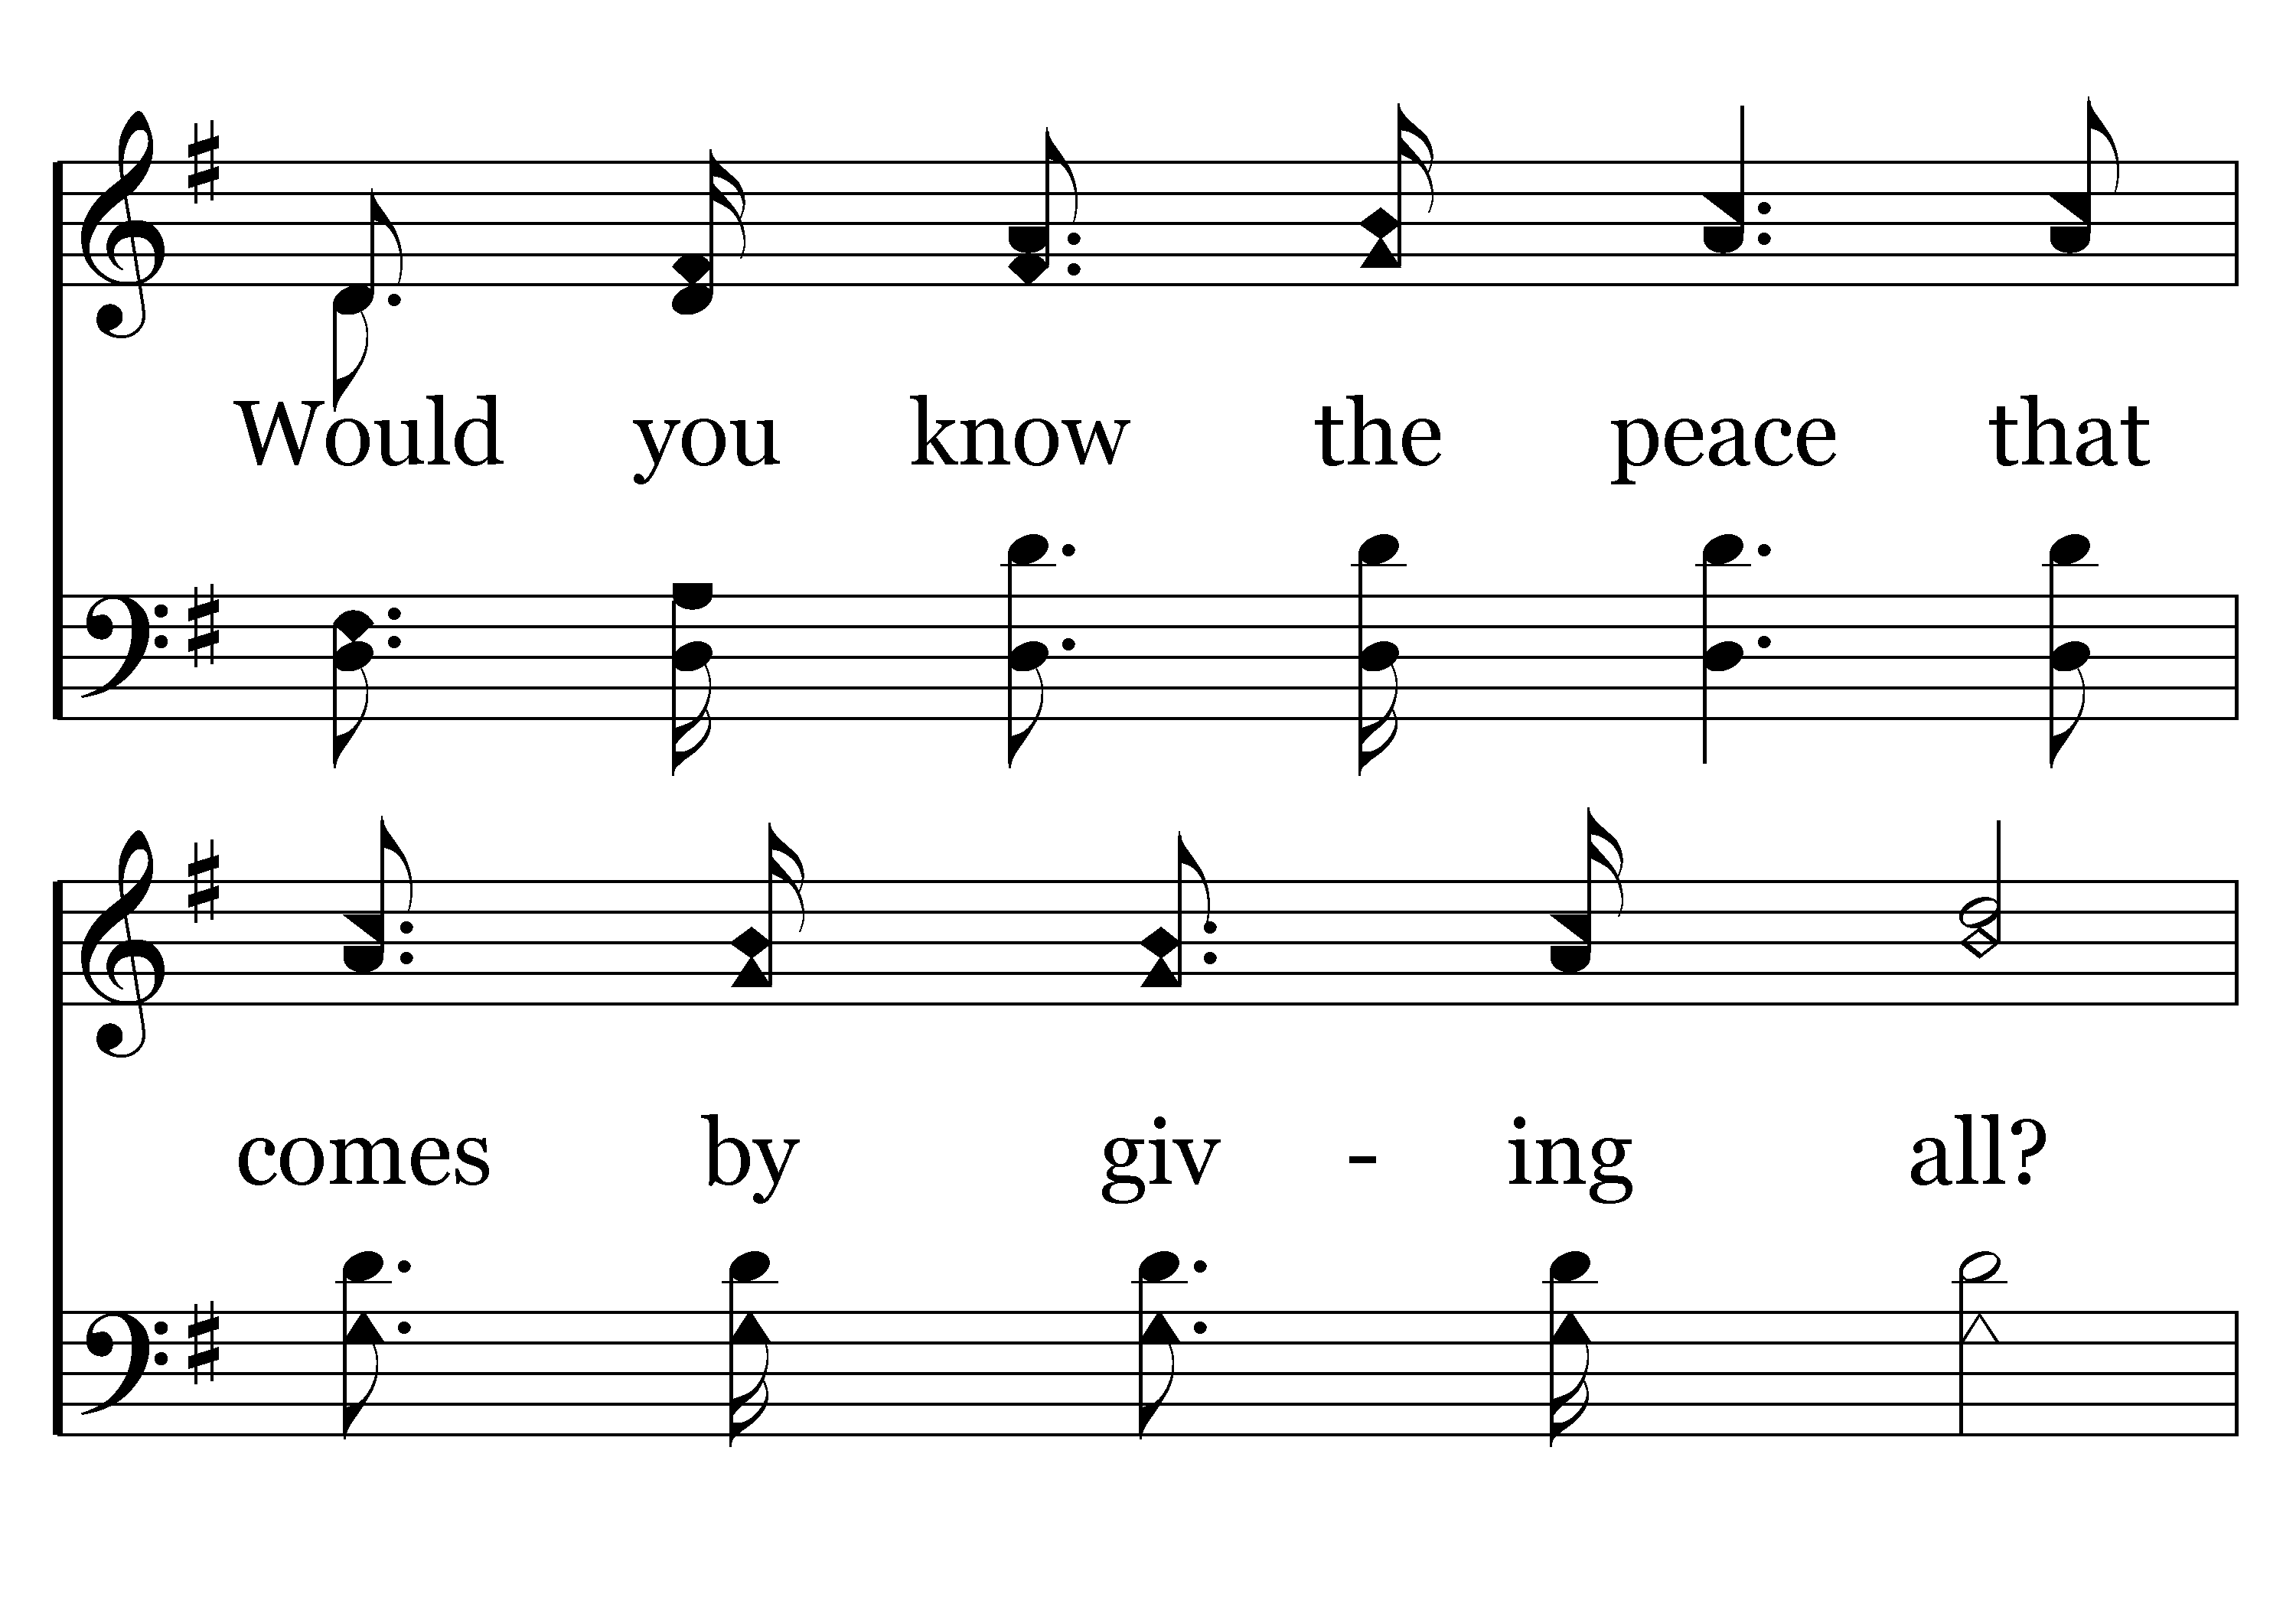 Would you know the peace that
comes by giv - ing all?